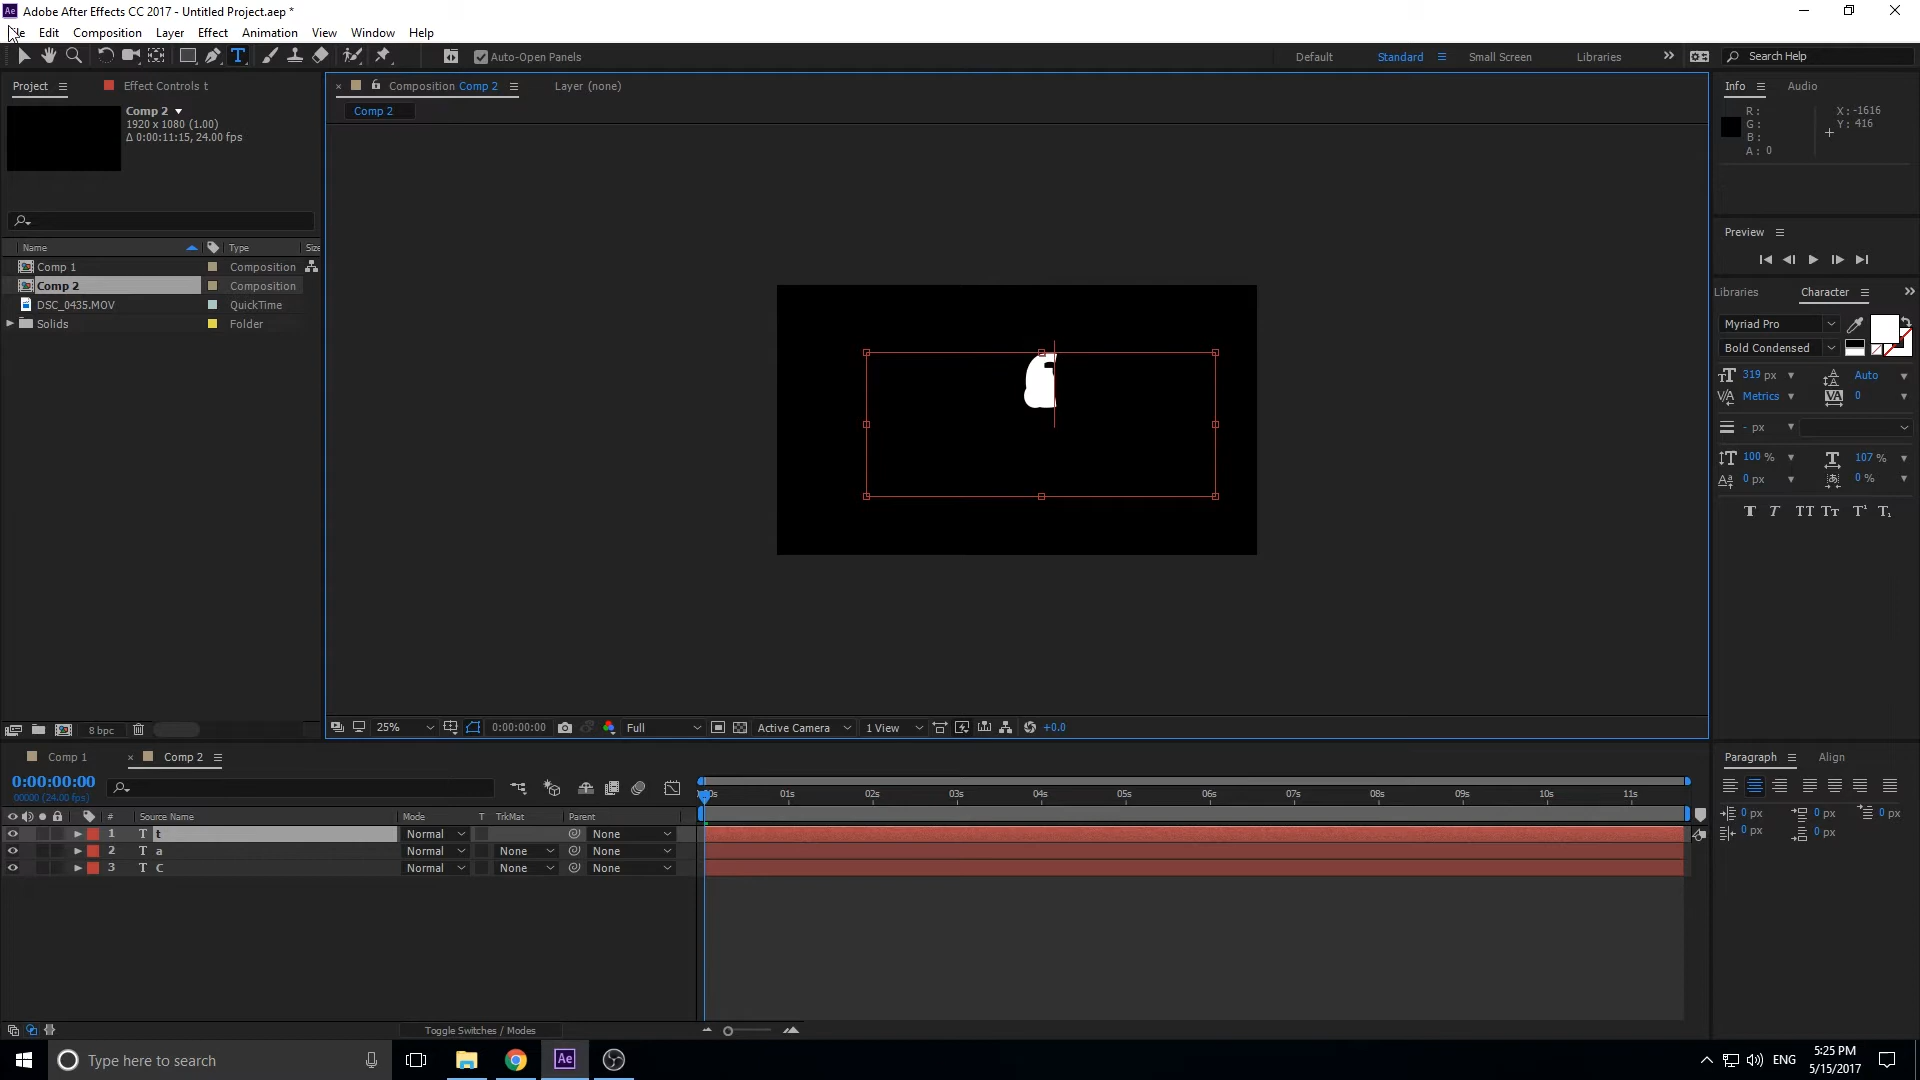 Adobe After Effects CC 2017 - Untitled Project.aep *
Edit Composition Layer Effect Animation View Window Help
Auto-Open Panels Default Standard Small Screen Libraries Search Help
Project Effect Controls t
Composition Comp 2 Layer (none)
Info Audio
Comp 2
1920 x 1080 (1.00)
Δ 0:00:11:15, 24.00 fps
Comp 2
R : X : -1616
G : Y : 416
B :
A : 0
Preview
Name Type Size
Comp 1 Composition
Comp 2 Composition
DSC_0435.MOV QuickTime
Solids Folder
Libraries Character
Myriad Pro
Bold Condensed
319 px Auto
Metrics 0
- px
100 % 107 %
0 px 0 %
8 bpc
25% 0:00:00:00 Full Active Camera 1 View +0.0
Comp 1 Comp 2
Paragraph Align
0:00:00:00
00000 (24.00 fps)
:00s 01s 02s 03s 04s 05s 06s 07s 08s 09s 10s 11s
# Source Name Mode T TrkMat Parent
1 T t Normal None
2 T a Normal None None
3 T C Normal None None
0 px 0 px 0 px
0 px 0 px
Toggle Switches / Modes
Type here to search
ENG
5:25 PM
5/15/2017